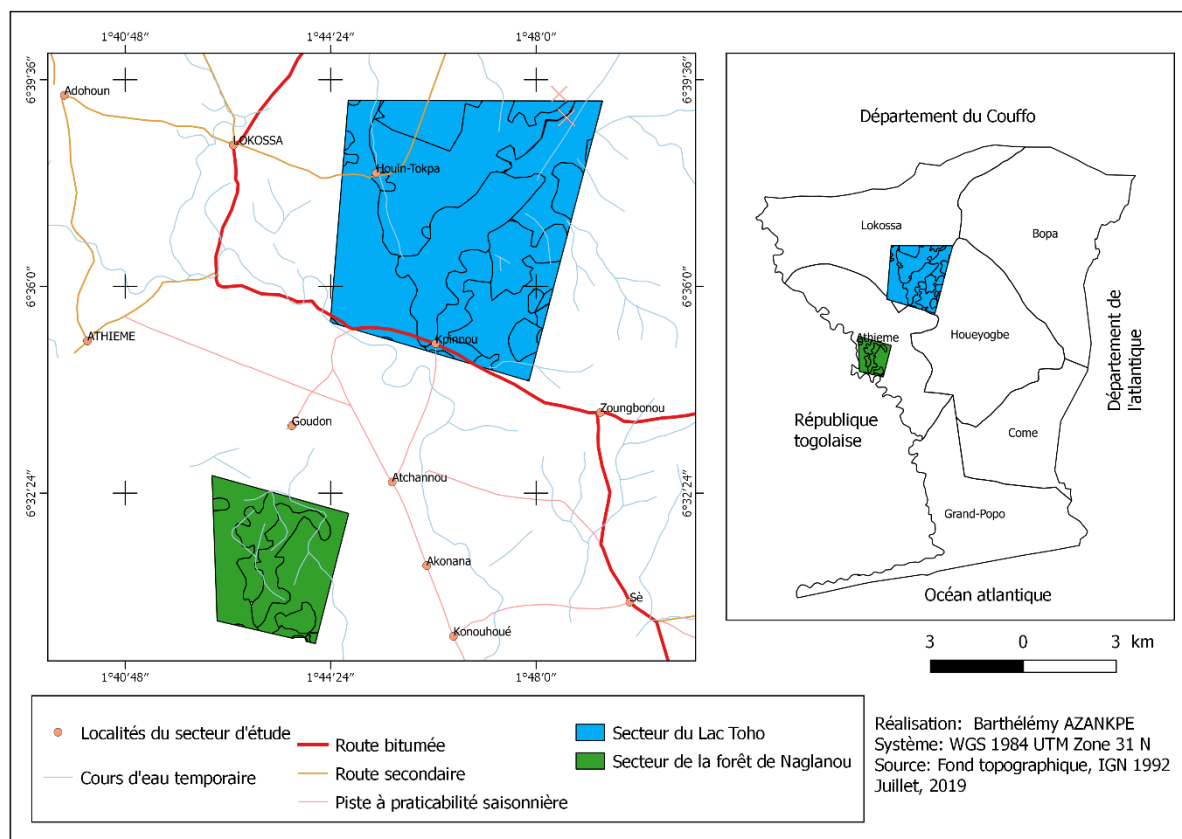 1°40'48" 1°44'24" 1°48'0"
6°39'36" 6°39'36"
Adohoun
LOKOSSA
Houin-Tokpa
6°36'0" 6°36'0"
ATHIEME
Kpinnou
Zoungbonou
Goudon
Atchannou
6°32'24" 6°32'24"
Akonana
Sè
Konouhoué
1°40'48" 1°44'24" 1°48'0"
Département du Couffo
Lokossa
Bopa
Athieme
Houeyogbe
Département de
l'atlantique
République
togolaise
Come
Grand-Popo
Océan atlantique
3 0 3 km
Localités du secteur d'étude
Cours d'eau temporaire
Route bitumée
Route secondaire
Piste à praticabilité saisonnière
Secteur du Lac Toho
Secteur de la forêt de Naglanou
Réalisation: Barthélémy AZANKPE
Système: WGS 1984 UTM Zone 31 N
Source: Fond topographique, IGN 1992
Juillet, 2019